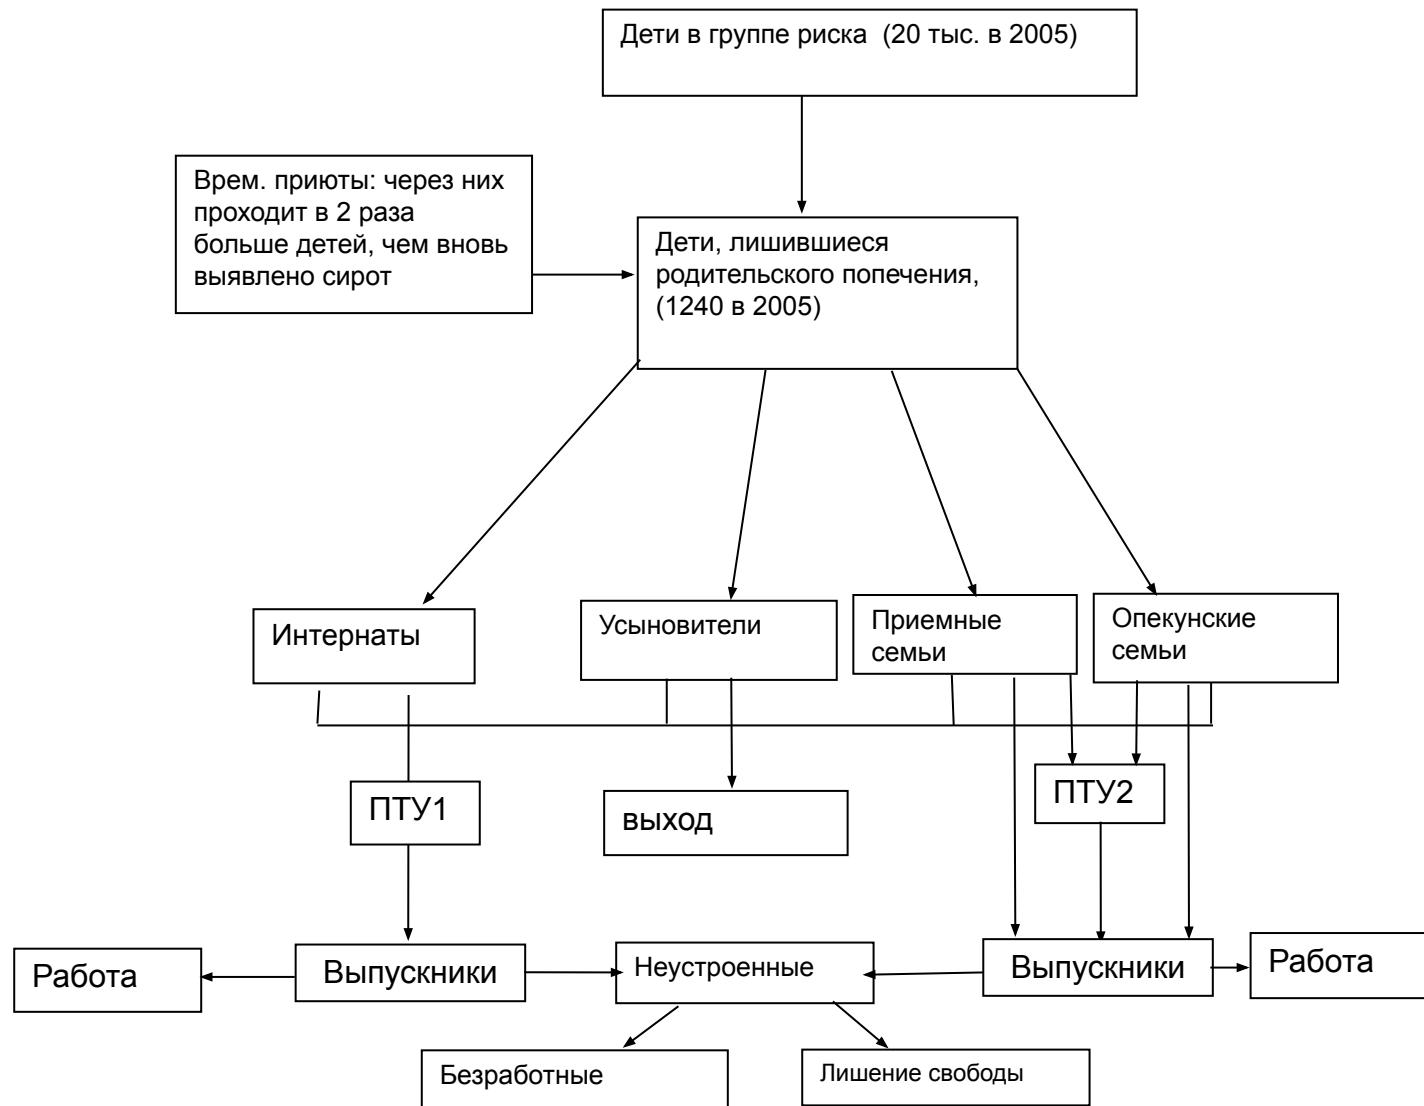 Дети в группе риска (20 тыс. в 2005)
Врем. приюты: через них
проходит в 2 раза
больше детей, чем вновь
выявлено сирот
Дети, лишившиеся
родительского попечения,
(1240 в 2005)
Интернаты
Усыновители
Приемные
семьи
Опекунские
семьи
ПТУ1
выход
ПТУ2
Работа
Выпускники
Неустроенные
Выпускники
Работа
Безработные
Лишение свободы